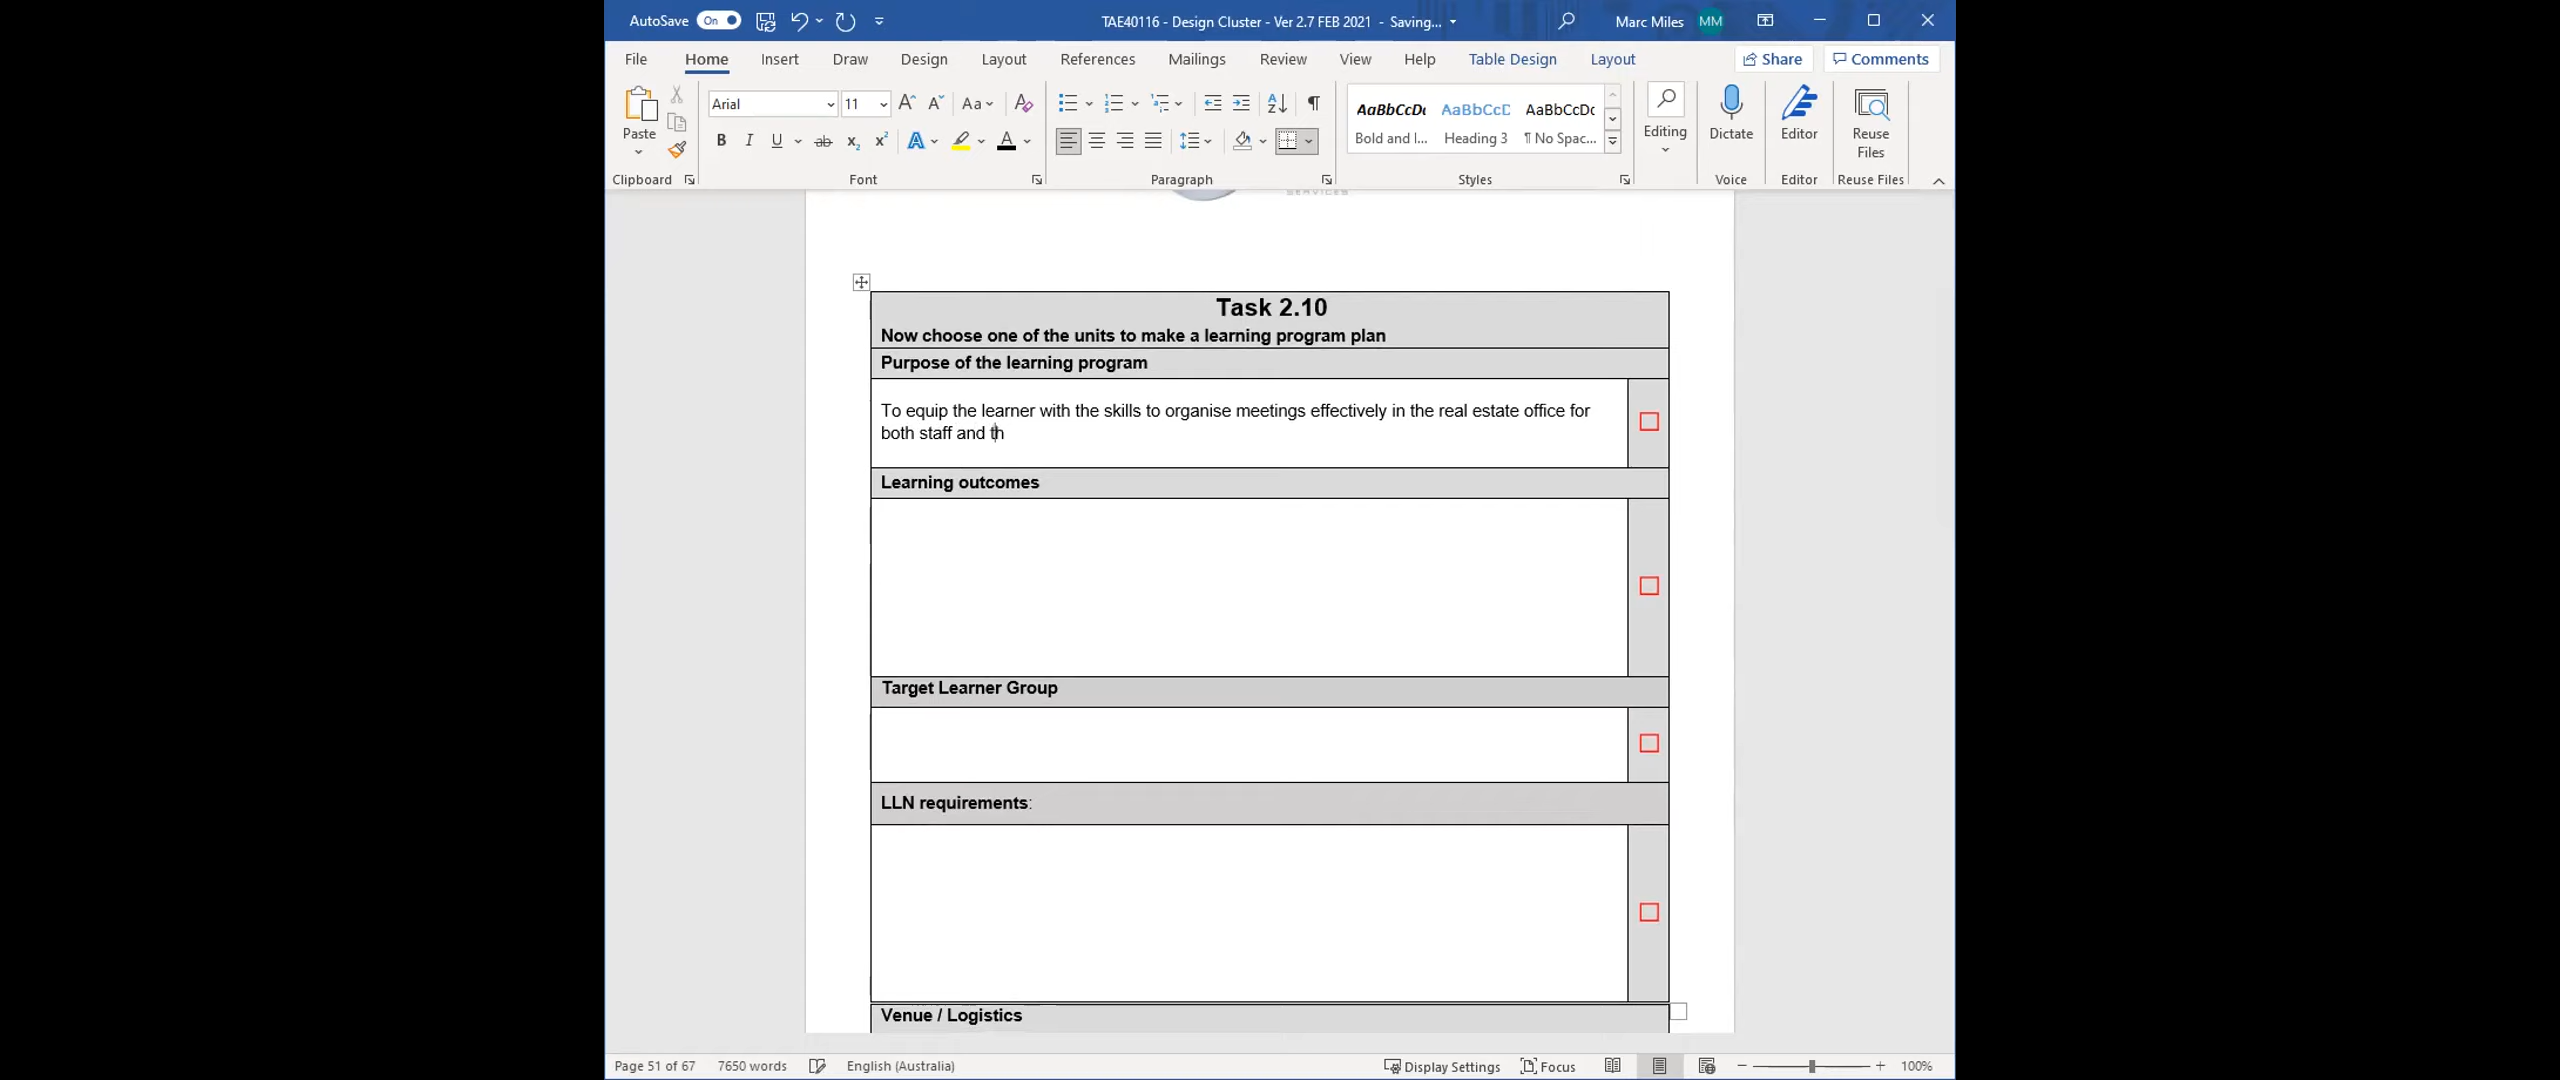 AutoSave On TAE40116 - Design Cluster - Ver 2.7 FEB 2021 - Saving... Marc Miles MM
File Home Insert Draw Design Layout References Mailings Review View Help Table Design Layout Share Comments
Arial 11 Aa
AaBbCcDc AaBbCcD AaBbCcDc
Paste
B I U ab x₂ x² A A
Bold and I... Heading 3 ¶ No Spac...
Editing Dictate Editor Reuse Files
Clipboard Font Paragraph Styles Voice Editor Reuse Files
SERVICES
Task 2.10
Now choose one of the units to make a learning program plan
Purpose of the learning program
To equip the learner with the skills to organise meetings effectively in the real estate office for
both staff and th
Learning outcomes
Target Learner Group
LLN requirements:
Venue / Logistics
Page 51 of 67 7650 words English (Australia) Display Settings Focus 100%